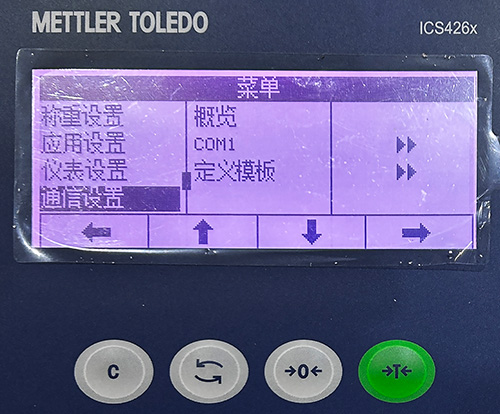 METTLER TOLEDO
ICS426x
菜单
称重设置 概览
应用设置 COM1
仪表设置 定义模板
通信设置
C →0← →T←